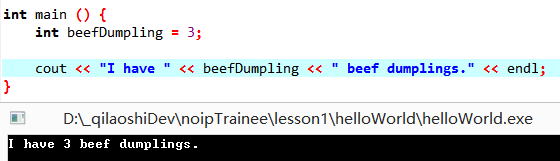 int main () {
    int beefDumpling = 3;
    cout << "I have " << beefDumpling << " beef dumplings." << endl;
}
D:\_qilaoshiDev\noipTrainee\lesson1\helloWorld\helloWorld.exe
I have 3 beef dumplings.